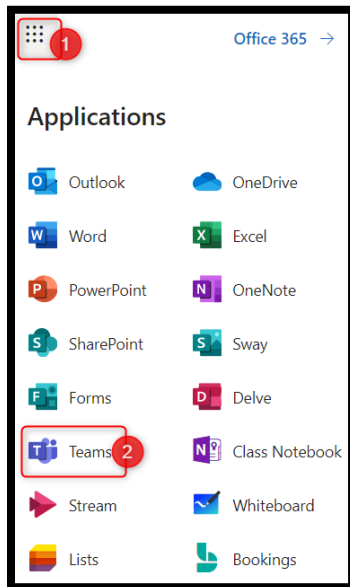 1
Office 365 →
Applications
Outlook
OneDrive
Word
Excel
PowerPoint
OneNote
SharePoint
Sway
Forms
Delve
Teams 2
Class Notebook
Stream
Whiteboard
Lists
Bookings